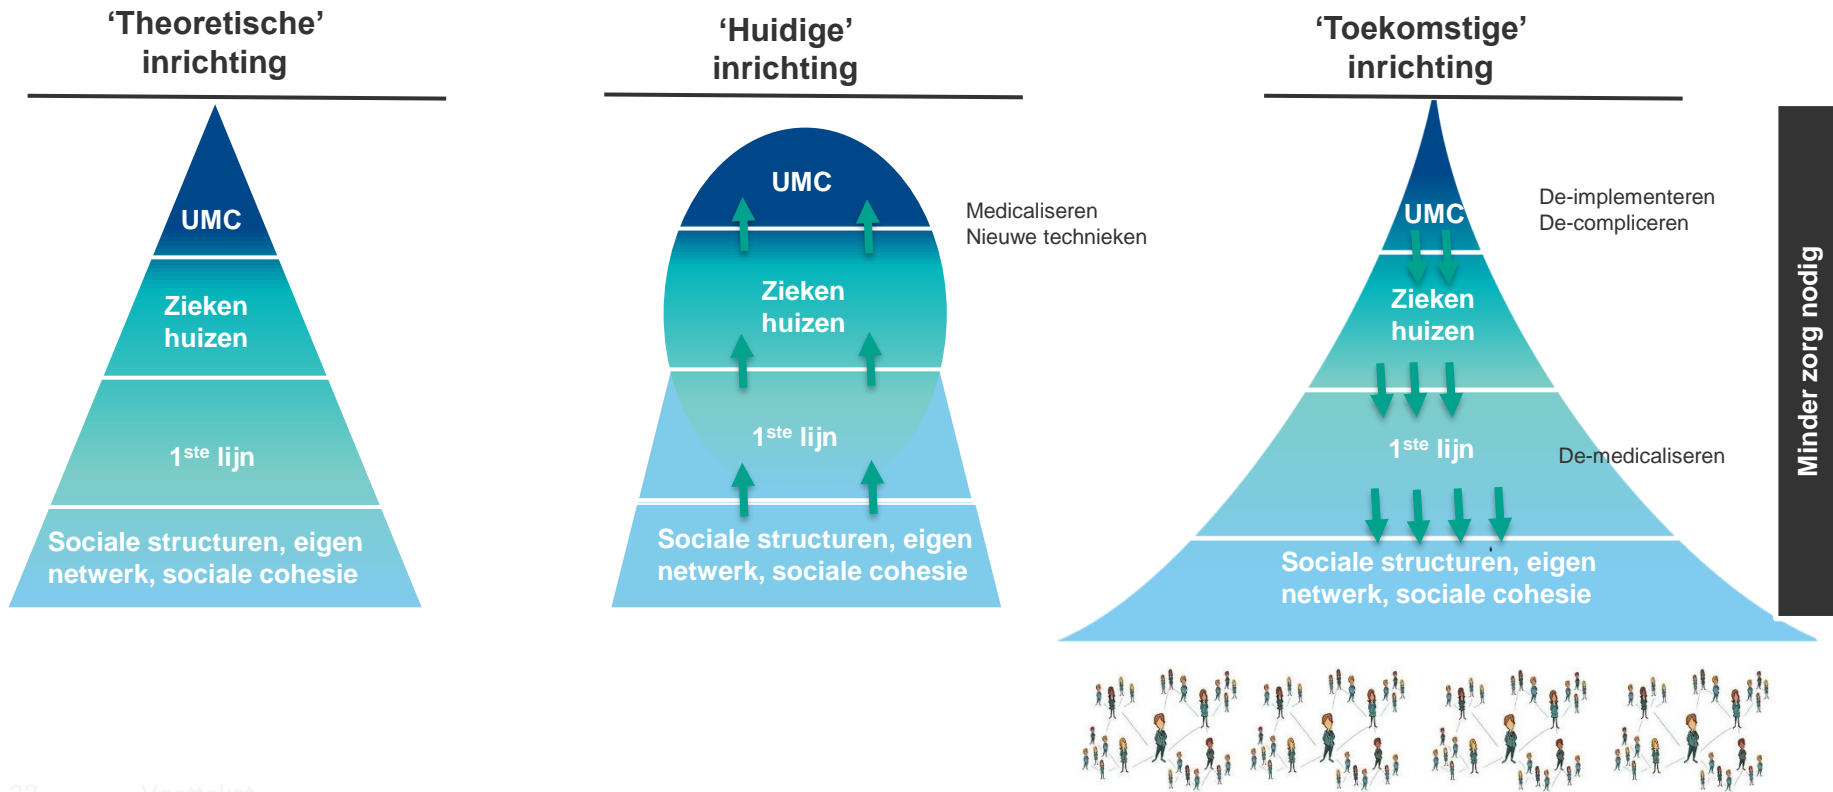 ‘Theoretische’
inrichting
UMC
Zieken
huizen
1ste lijn
Sociale structuren, eigen
netwerk, sociale cohesie
‘Huidige’
inrichting
UMC
Zieken
huizen
1ste lijn
Sociale structuren, eigen
netwerk, sociale cohesie
Medicaliseren
Nieuwe technieken
‘Toekomstige’
inrichting
UMC
Zieken
huizen
1ste lijn
Sociale structuren, eigen
netwerk, sociale cohesie
De-implementeren
De-compliceren
De-medicaliseren
Minder zorg nodig